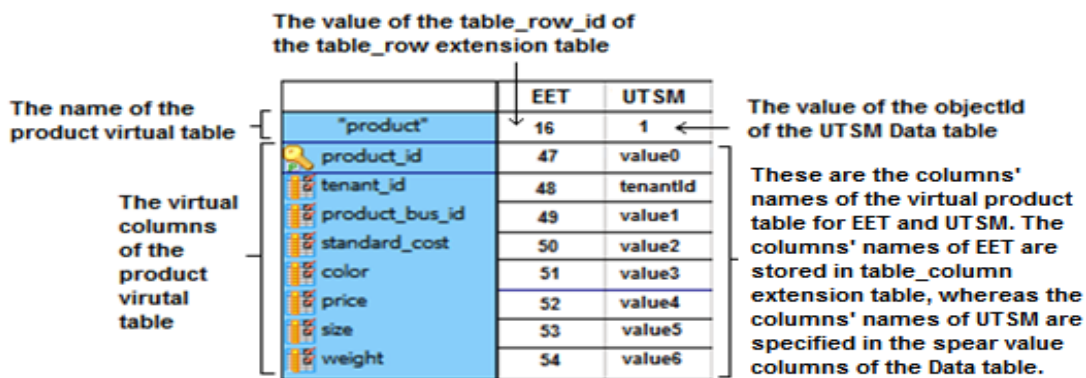 The value of the table_row_id of
the table_row extension table
The name of the
product virtual table
EET UTSM
"product" 16 1
The value of the objectId
of the UTSM Data table
product_id 47 value0
tenant_id 48 tenantId
product_bus_id 49 value1
standard_cost 50 value2
color 51 value3
price 52 value4
size 53 value5
weight 54 value6
The virtual
columns
of the
product
virutal
table
These are the columns'
names of the virtual product
table for EET and UTSM. The
columns' names of EET are
stored in table_column
extension table, whereas the
columns' names of UTSM are
specified in the spear value
columns of the Data table.